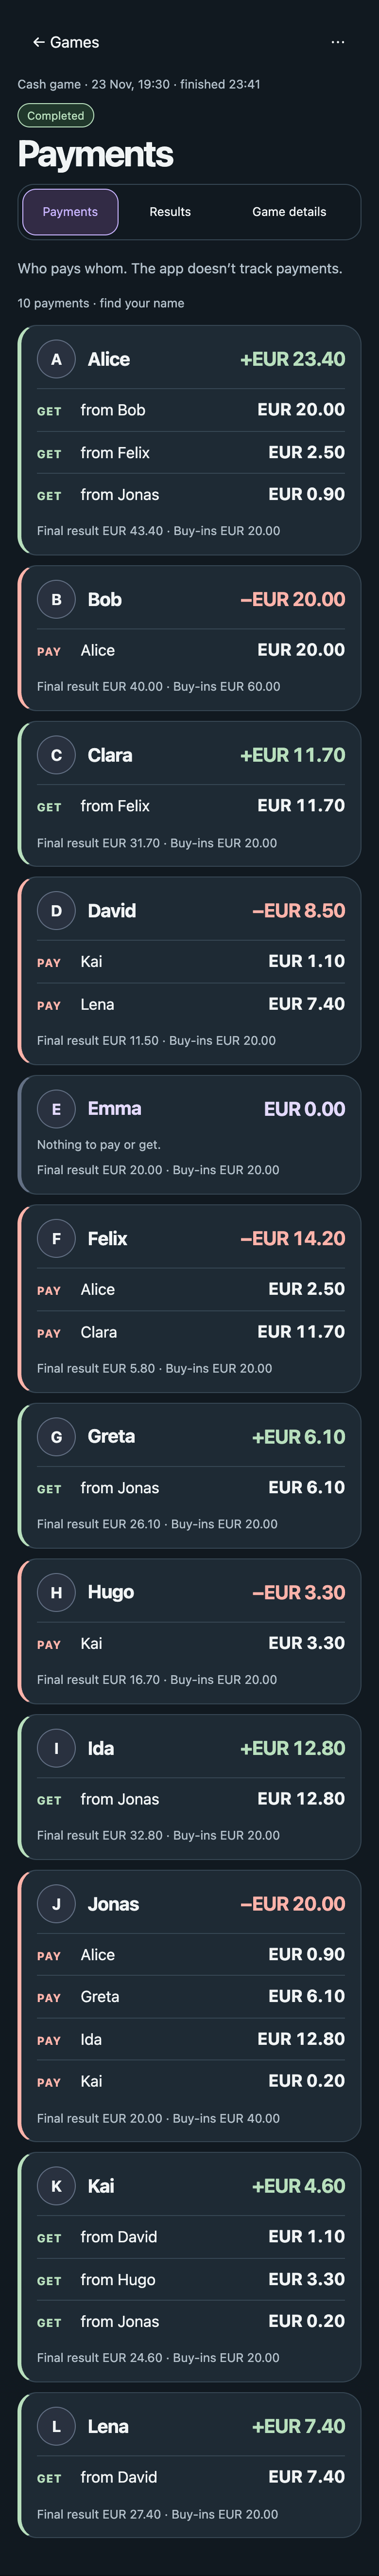 ← Games ···
Cash game · 23 Nov, 19:30 · finished 23:41
Completed
Payments
Payments Results Game details
Who pays whom. The app doesn’t track payments.
10 payments · find your name
A Alice +EUR 23.40
GET from Bob EUR 20.00
GET from Felix EUR 2.50
GET from Jonas EUR 0.90
Final result EUR 43.40 · Buy-ins EUR 20.00
B Bob −EUR 20.00
PAY Alice EUR 20.00
Final result EUR 40.00 · Buy-ins EUR 60.00
C Clara +EUR 11.70
GET from Felix EUR 11.70
Final result EUR 31.70 · Buy-ins EUR 20.00
D David −EUR 8.50
PAY Kai EUR 1.10
PAY Lena EUR 7.40
Final result EUR 11.50 · Buy-ins EUR 20.00
E Emma EUR 0.00
Nothing to pay or get.
Final result EUR 20.00 · Buy-ins EUR 20.00
F Felix −EUR 14.20
PAY Alice EUR 2.50
PAY Clara EUR 11.70
Final result EUR 5.80 · Buy-ins EUR 20.00
G Greta +EUR 6.10
GET from Jonas EUR 6.10
Final result EUR 26.10 · Buy-ins EUR 20.00
H Hugo −EUR 3.30
PAY Kai EUR 3.30
Final result EUR 16.70 · Buy-ins EUR 20.00
I Ida +EUR 12.80
GET from Jonas EUR 12.80
Final result EUR 32.80 · Buy-ins EUR 20.00
J Jonas −EUR 20.00
PAY Alice EUR 0.90
PAY Greta EUR 6.10
PAY Ida EUR 12.80
PAY Kai EUR 0.20
Final result EUR 20.00 · Buy-ins EUR 40.00
K Kai +EUR 4.60
GET from David EUR 1.10
GET from Hugo EUR 3.30
GET from Jonas EUR 0.20
Final result EUR 24.60 · Buy-ins EUR 20.00
L Lena +EUR 7.40
GET from David EUR 7.40
Final result EUR 27.40 · Buy-ins EUR 20.00